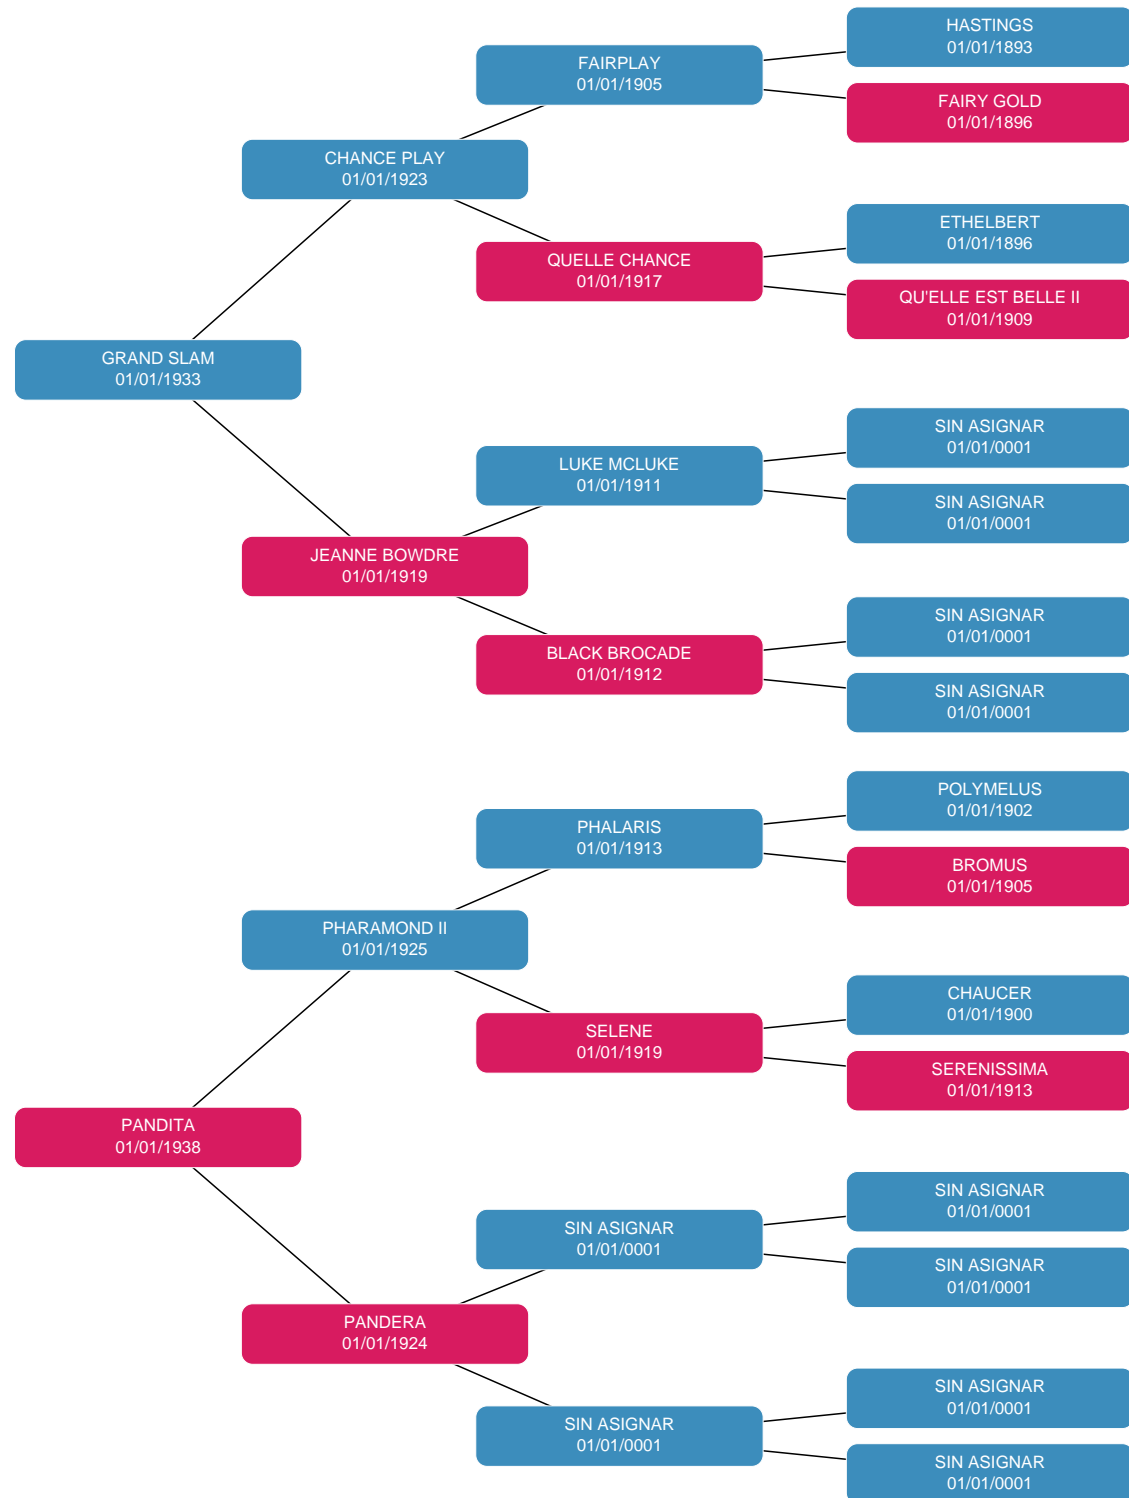 HASTINGS
01/01/1893
FAIRPLAY
01/01/1905
FAIRY GOLD
01/01/1896
CHANCE PLAY
01/01/1923
ETHELBERT
01/01/1896
QUELLE CHANCE
01/01/1917
QU'ELLE EST BELLE II
01/01/1909
GRAND SLAM
01/01/1933
SIN ASIGNAR
01/01/0001
LUKE MCLUKE
01/01/1911
SIN ASIGNAR
01/01/0001
JEANNE BOWDRE
01/01/1919
SIN ASIGNAR
01/01/0001
BLACK BROCADE
01/01/1912
SIN ASIGNAR
01/01/0001
POLYMELUS
01/01/1902
PHALARIS
01/01/1913
BROMUS
01/01/1905
PHARAMOND II
01/01/1925
CHAUCER
01/01/1900
SELENE
01/01/1919
SERENISSIMA
01/01/1913
PANDITA
01/01/1938
SIN ASIGNAR
01/01/0001
SIN ASIGNAR
01/01/0001
SIN ASIGNAR
01/01/0001
PANDERA
01/01/1924
SIN ASIGNAR
01/01/0001
SIN ASIGNAR
01/01/0001
SIN ASIGNAR
01/01/0001